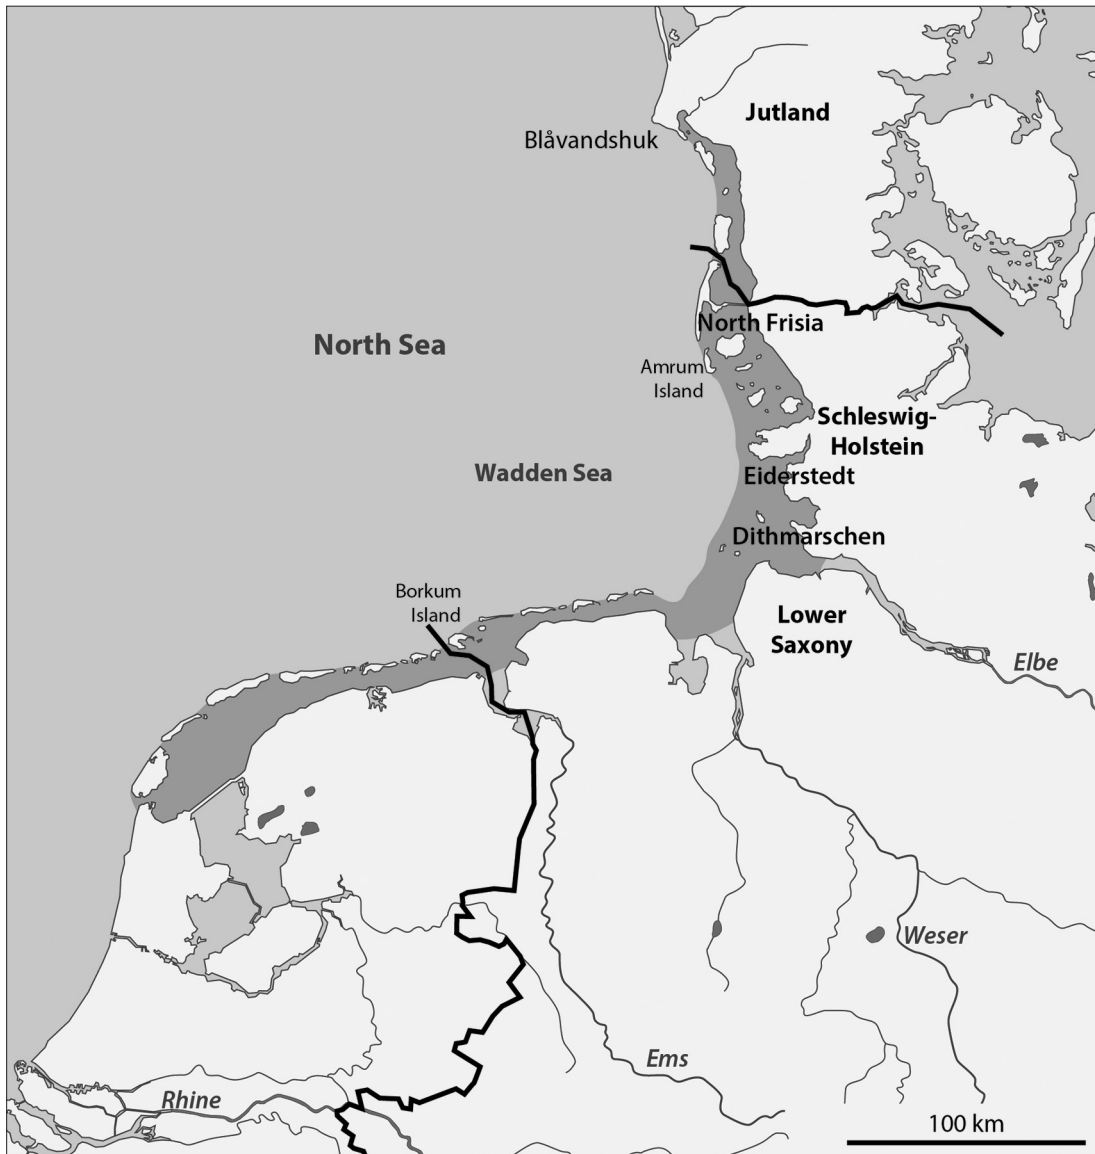 Jutland
Blåvandshuk
North Frisia
North Sea
Amrum
Island
Schleswig-
Holstein
Wadden Sea
Eiderstedt
Dithmarschen
Borkum
Island
Lower
Saxony
Elbe
Weser
Ems
Rhine
100 km